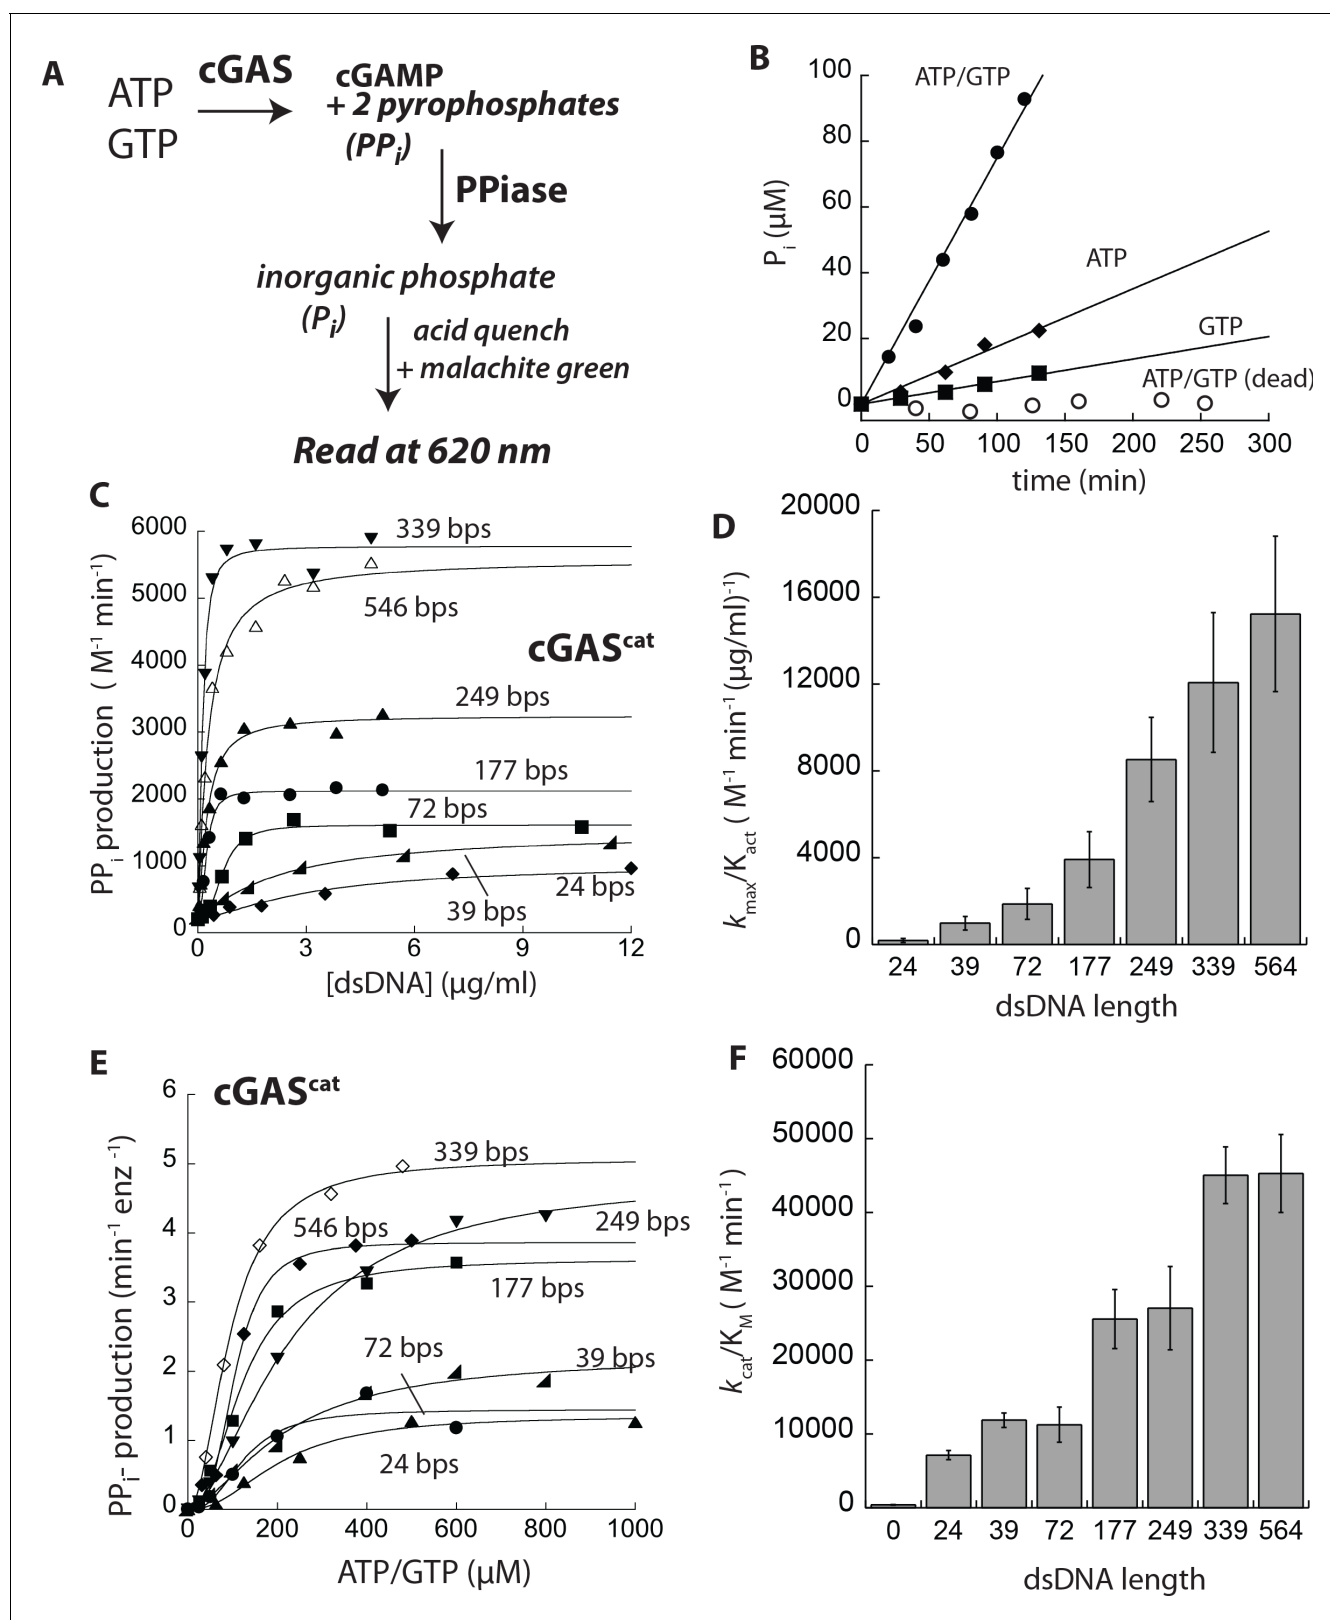 A
ATP
GTP
cGAS
cGAMP
+ 2 pyrophosphates
(PPi)
PPiase
inorganic phosphate
(Pi)
acid quench
+ malachite green
Read at 620 nm
B
100
80
60
40
20
0
Pi (µM)
ATP/GTP
ATP
GTP
ATP/GTP (dead)
0 50 100 150 200 250 300
time (min)
C
6000
5000
4000
3000
2000
1000
0
PPi production ( M-1 min-1)
339 bps
546 bps
cGAScat
249 bps
177 bps
72 bps
24 bps
39 bps
0 3 6 9 12
[dsDNA] (µg/ml)
D
20000
16000
12000
8000
4000
0
kmax/Kact ( M-1 min-1 (µg/ml)-1)
24 39 72 177 249 339 564
dsDNA length
E
cGAScat
6
5
4
3
2
1
0
PPi- production (min-1 enz -1)
339 bps
546 bps
249 bps
177 bps
72 bps
39 bps
24 bps
0 200 400 600 800 1000
ATP/GTP (µM)
F
60000
50000
40000
30000
20000
10000
0
kcat/KM ( M-1 min-1)
0 24 39 72 177 249 339 564
dsDNA length